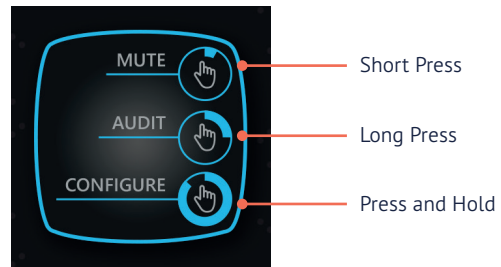 MUTE
Short Press
AUDIT
Long Press
CONFIGURE
Press and Hold